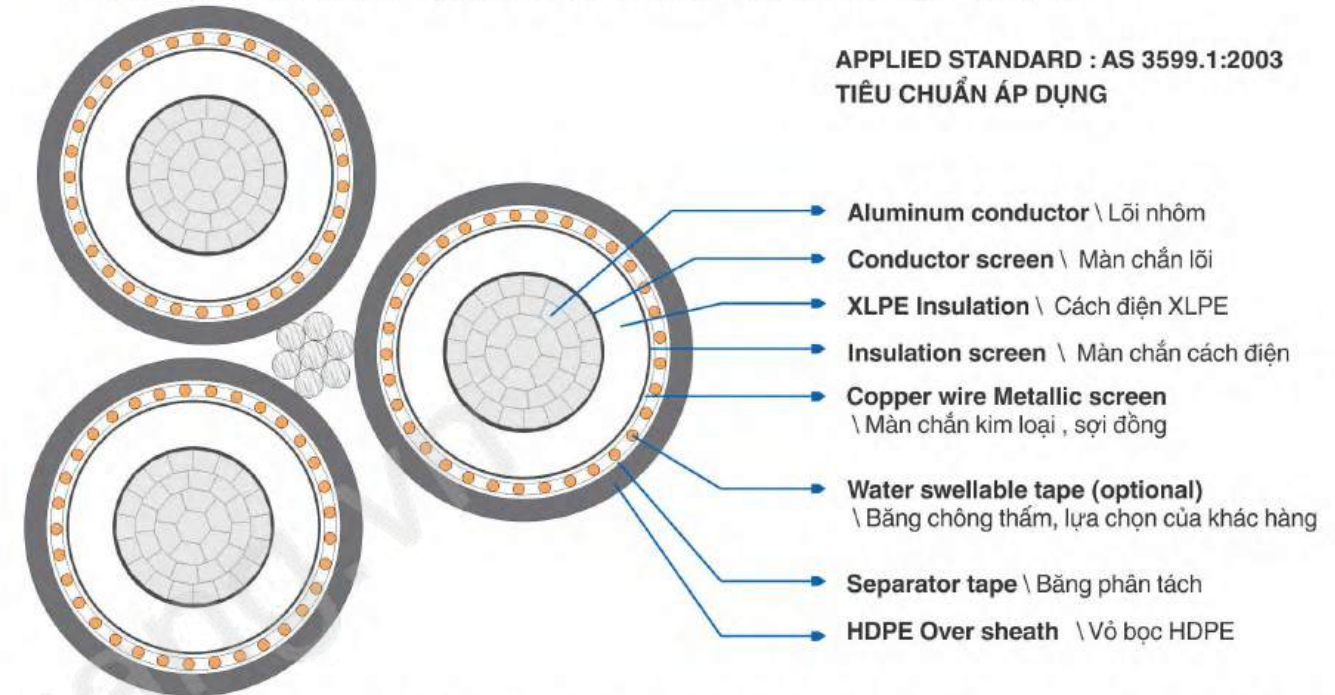 APPLIED STANDARD : AS 3599.1:2003
TIÊU CHUẨN ÁP DỤNG
Aluminum conductor \ Lõi nhôm
Conductor screen \ Màn chắn lõi
XLPE Insulation \ Cách điện XLPE
Insulation screen \ Màn chắn cách điện
Copper wire Metallic screen
\ Màn chắn kim loại , sợi đồng
Water swellable tape (optional)
\ Băng chông thấm, lựa chọn của khác hàng
Separator tape \ Băng phân tách
HDPE Over sheath \ Vỏ bọc HDPE